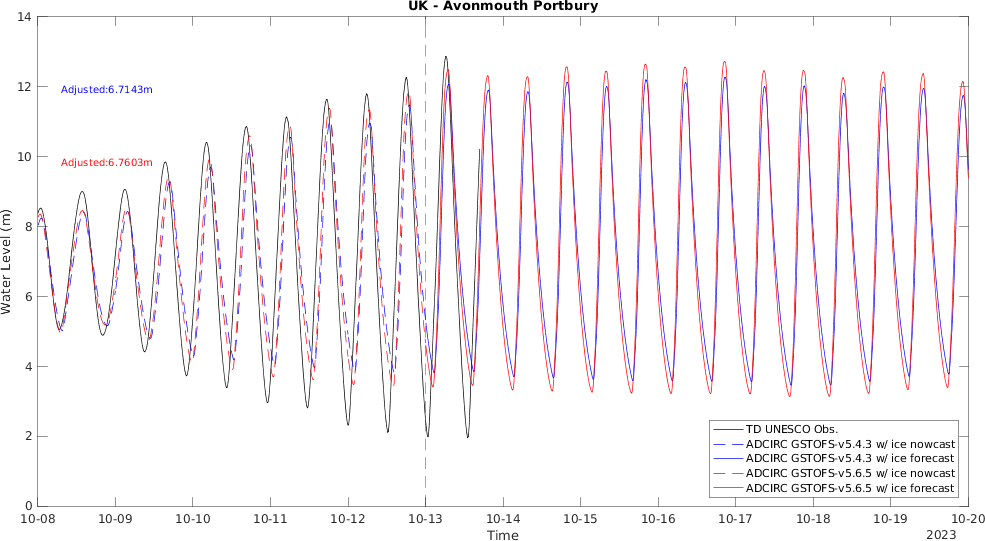 UK - Avonmouth Portbury
14
12
10
8
6
4
2
0
Water Level (m)
Adjusted:6.7143m
Adjusted:6.7603m
TD UNESCO Obs.
ADCIRC GSTOFS-v5.4.3 w/ ice nowcast
ADCIRC GSTOFS-v5.4.3 w/ ice forecast
ADCIRC GSTOFS-v5.6.5 w/ ice nowcast
ADCIRC GSTOFS-v5.6.5 w/ ice forecast
10-08 10-09 10-10 10-11 10-12 10-13 10-14 10-15 10-16 10-17 10-18 10-19 10-20
Time
2023